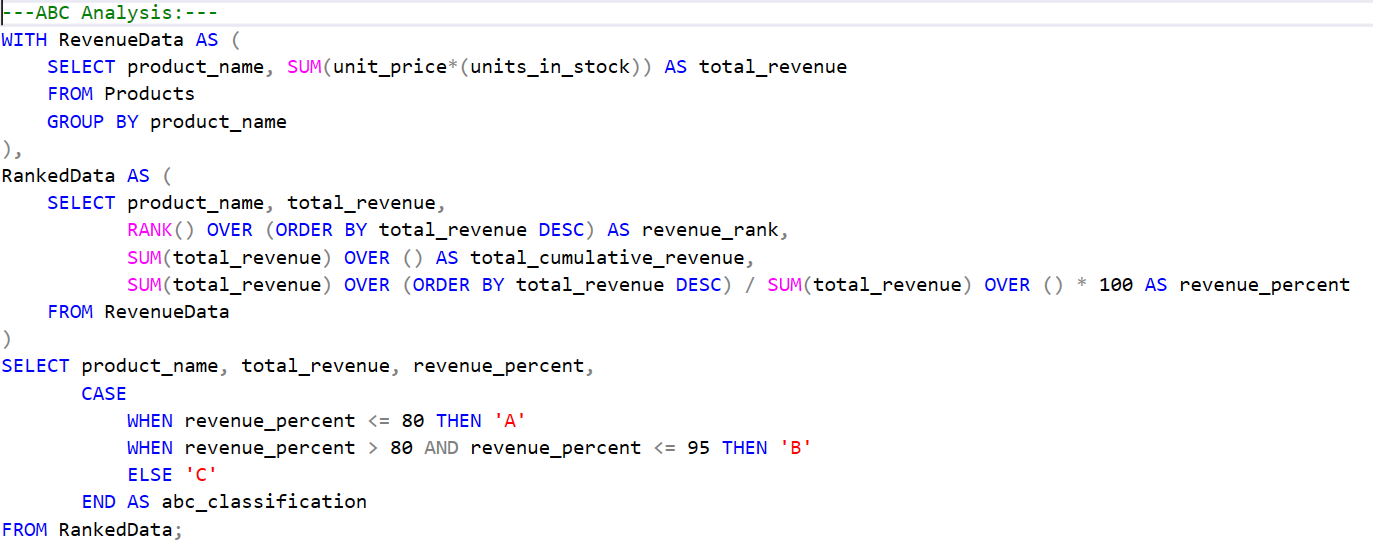 ---ABC Analysis:---
WITH RevenueData AS (
    SELECT product_name, SUM(unit_price*(units_in_stock)) AS total_revenue
    FROM Products
    GROUP BY product_name
),
RankedData AS (
    SELECT product_name, total_revenue,
           RANK() OVER (ORDER BY total_revenue DESC) AS revenue_rank,
           SUM(total_revenue) OVER () AS total_cumulative_revenue,
           SUM(total_revenue) OVER (ORDER BY total_revenue DESC) / SUM(total_revenue) OVER () * 100 AS revenue_percent
    FROM RevenueData
)
SELECT product_name, total_revenue, revenue_percent,
       CASE
           WHEN revenue_percent <= 80 THEN 'A'
           WHEN revenue_percent > 80 AND revenue_percent <= 95 THEN 'B'
           ELSE 'C'
       END AS abc_classification
FROM RankedData;